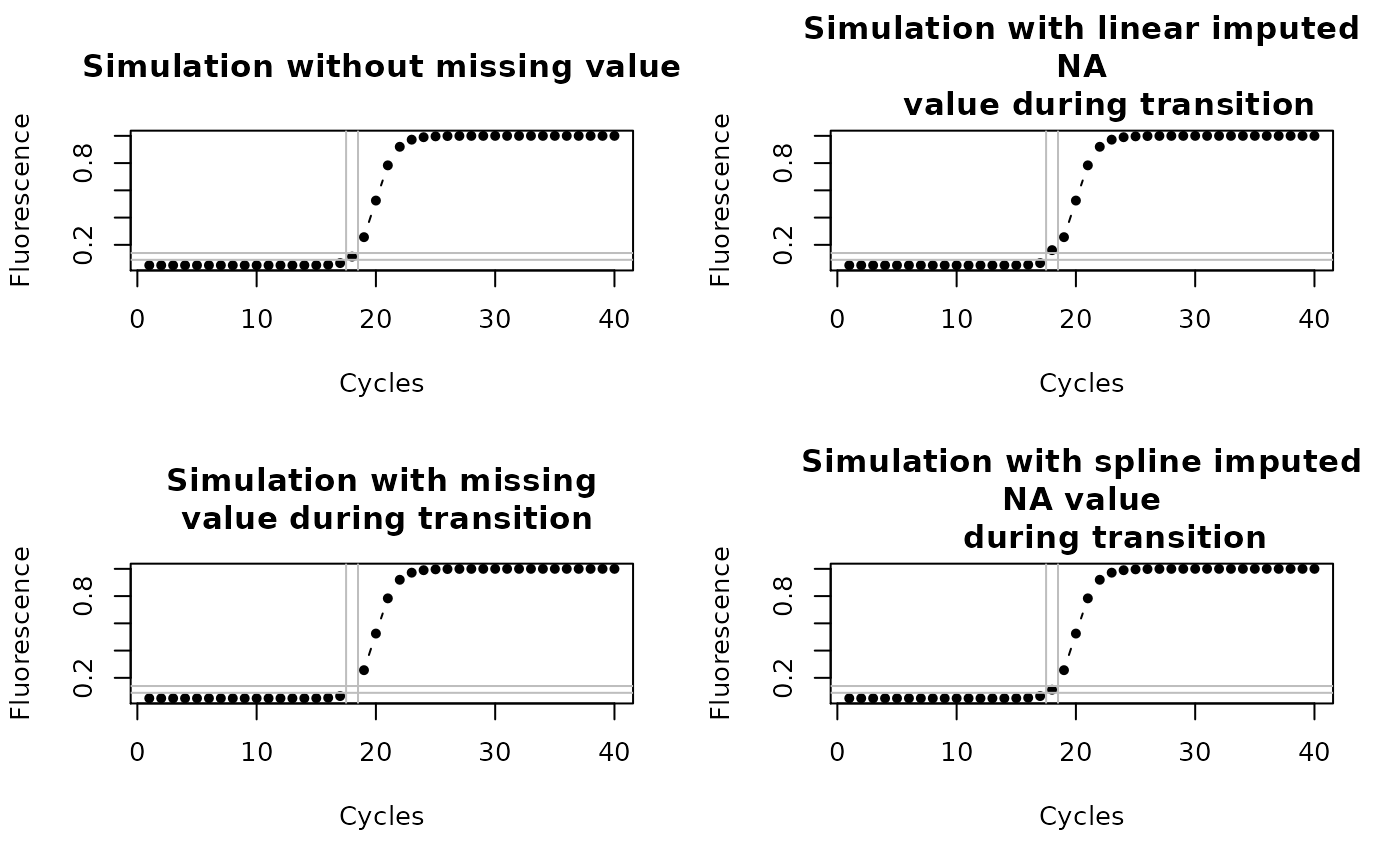 Simulation without missing value
Fluorescence
0.8
0.2
0 10 20 30 40
Cycles
Simulation with linear imputed
NA
value during transition
Fluorescence
0.8
0.2
0 10 20 30 40
Cycles
Simulation with missing
value during transition
Fluorescence
0.8
0.2
0 10 20 30 40
Cycles
Simulation with spline imputed
NA value
during transition
Fluorescence
0.8
0.2
0 10 20 30 40
Cycles